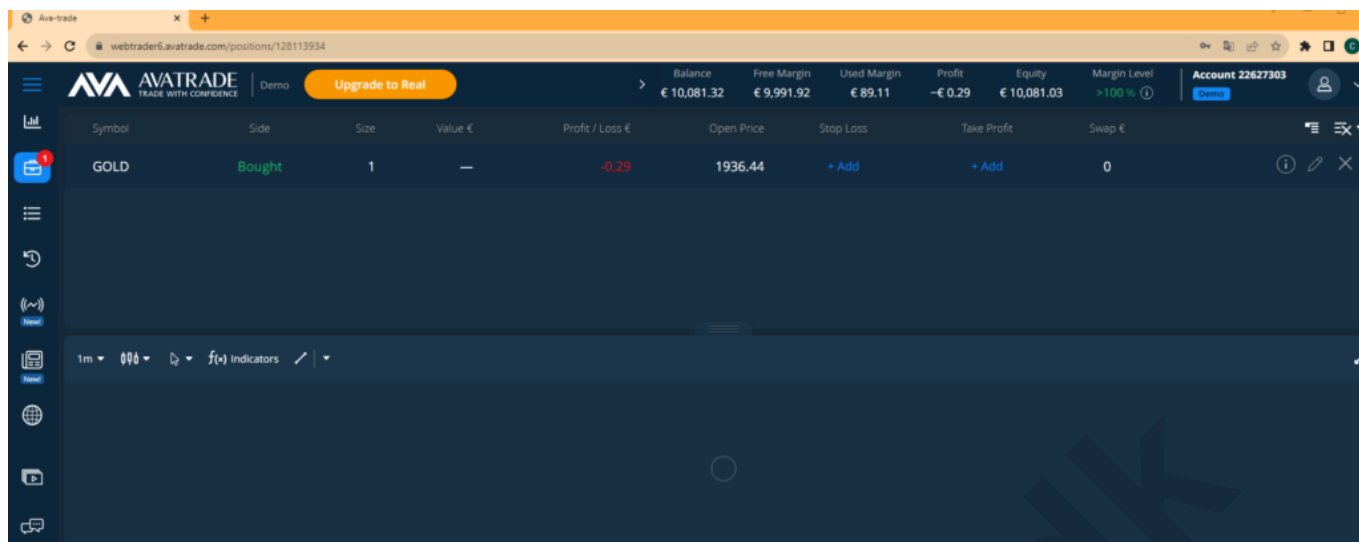 Ava-trade
webtrader6.avatrade.com/positions/128113934
AVA AVATRADE
TRADE WITH CONFIDENCE
Demo
Upgrade to Real
Balance Free Margin Used Margin Profit Equity Margin Level
€ 10,081.32 € 9,991.92 € 89.11 −€ 0.29 € 10,081.03 >100 %
Account 22627303
Demo
Symbol Side Size Value € Profit / Loss € Open Price Stop Loss Take Profit Swap €
1
GOLD Bought 1 — -0.29 1936.44 + Add + Add 0
New!
New!
1m f(x) Indicators